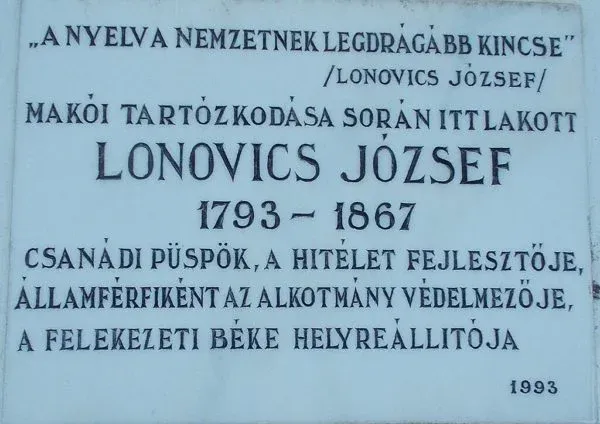 „A NYELV A NEMZETNEK LEGDRÁGÁBB KINCSE"
/LONOVICS JÓZSEF/
MAKÓI TARTÓZKODÁSA SORÁN ITT LAKOTT
LONOVICS JÓZSEF
1793 – 1867
CSANÁDI PÜSPÖK, A HITÉLET FEJLESZTŐJE,
ÁLLAMFÉRFIKÉNT AZ ALKOTMÁNY VÉDELMEZŐJE,
A FELEKEZETI BÉKE HELYREÁLLITÓJA
1993